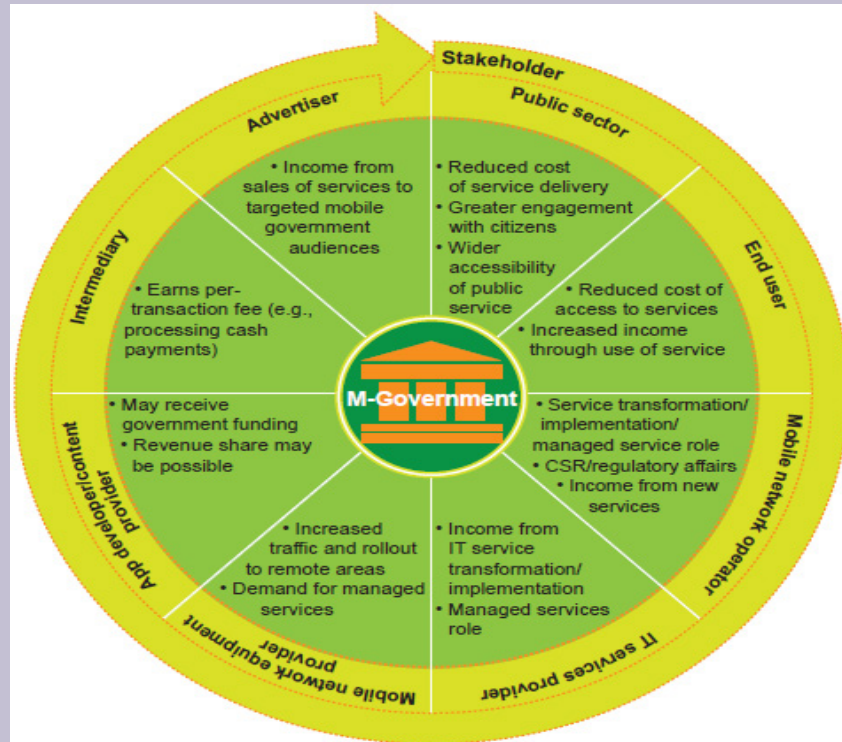 Stakeholder
Public sector
• Reduced cost
of service delivery
• Greater engagement
with citizens
• Wider
accessibility
of public
service
End user
• Reduced cost of
access to services
• Increased income
through use of service
Mobile network operator
• Service transformation/
implementation/
managed service role
• CSR/regulatory affairs
• Income from new
services
IT services provider
• Income from
IT service
transformation/
implementation
• Managed services
role
Mobile network equipment
provider
• Increased
traffic and rollout
to remote areas
• Demand for managed
services
App developer/content
provider
• May receive
government funding
• Revenue share may
be possible
Intermediary
• Earns per-
transaction fee (e.g.,
processing cash
payments)
Advertiser
• Income from
sales of services to
targeted mobile
government
audiences
M-Government